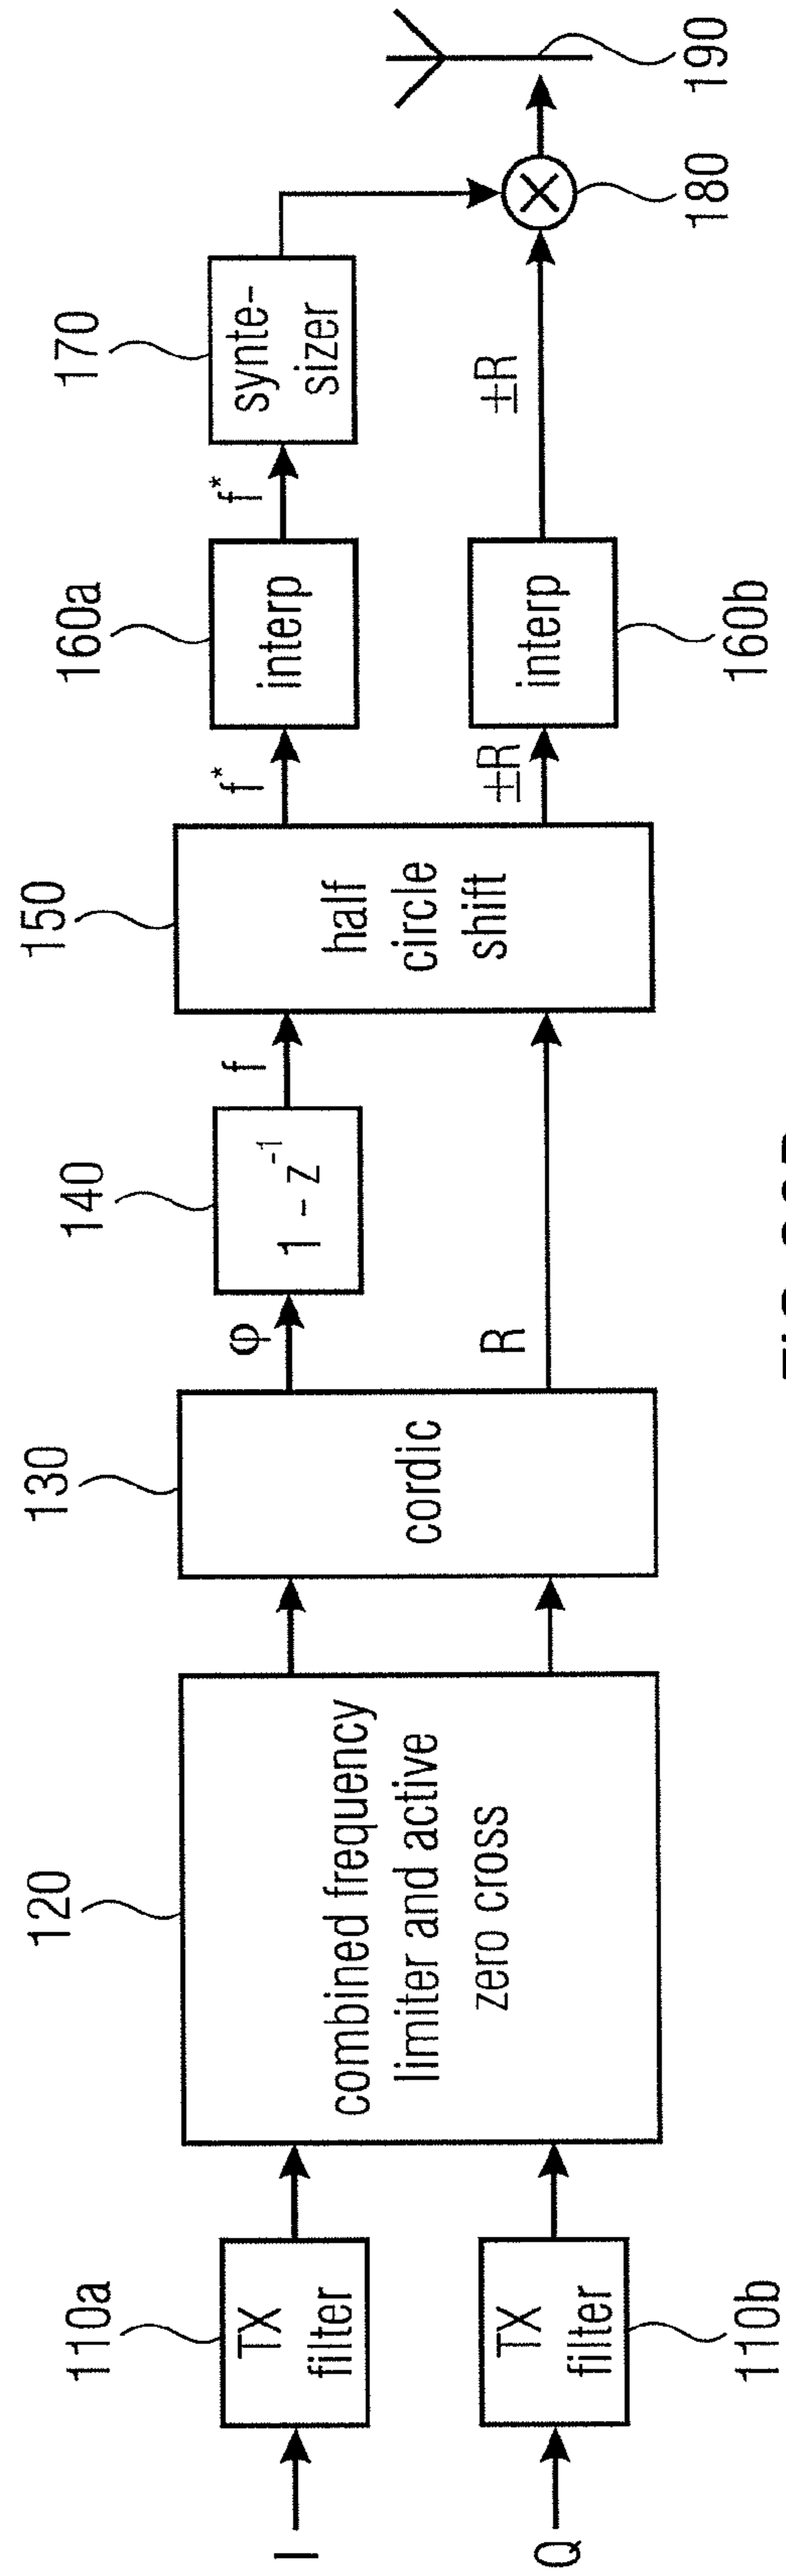 I
Q
110a
TX
filter
110b
TX
filter
120
combined frequency
limiter and active
zero cross
130
cordic
φ
R
140
1 - z⁻¹
f
150
half
circle
shift
f*
±R
160a
interp
160b
interp
f*
±R
170
synte-
sizer
180
190